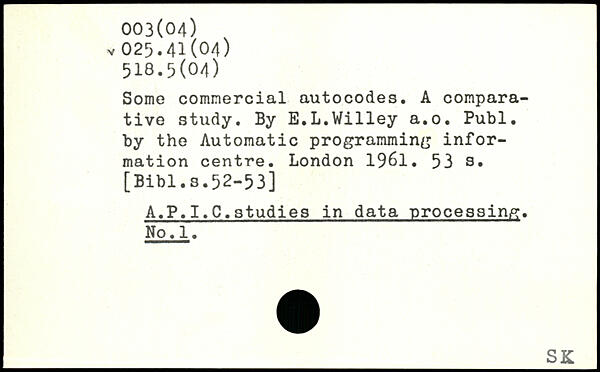 003(04)
v 025.41(04)
518.5(04)
Some commercial autocodes. A compara-
tive study. By E.L.Willey a.o. Publ.
by the Automatic programming infor-
mation centre. London 1961. 53 s.
[Bibl.s.52-53]
A.P.I.C.studies in data processing.
No.1.
SK